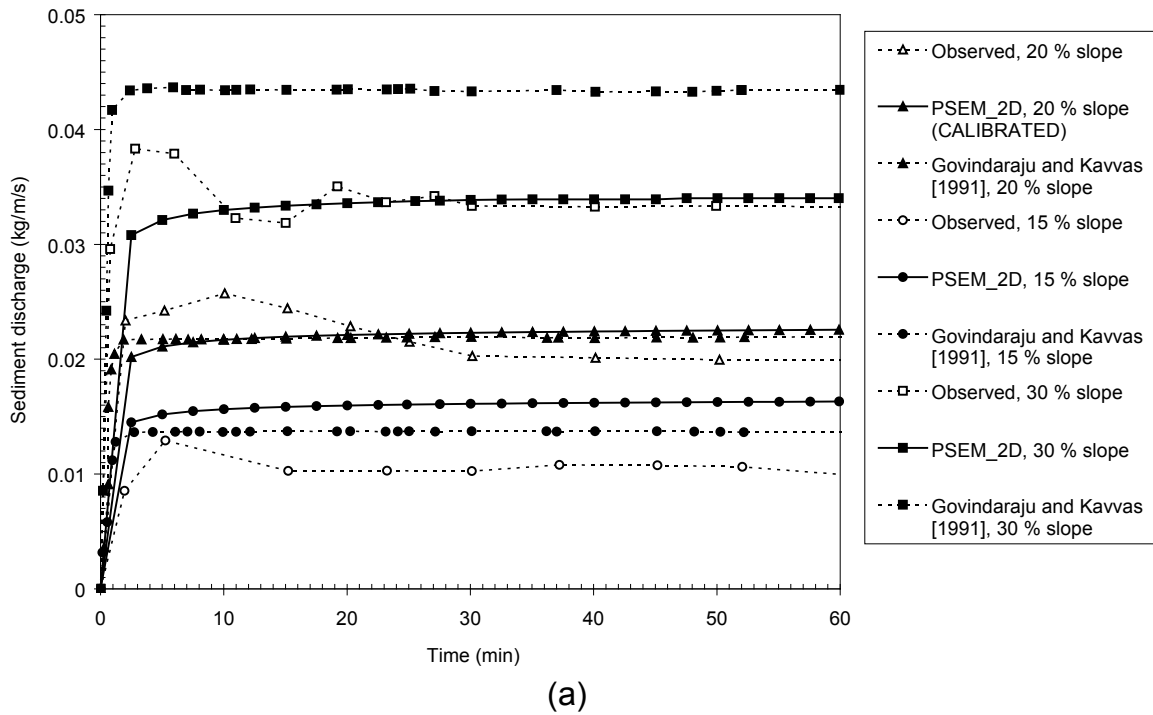 0.05
0.04
0.03
0.02
0.01
0
Sediment discharge (kg/m/s)
0 10 20 30 40 50 60
Time (min)
Observed, 20 % slope
PSEM_2D, 20 % slope
(CALIBRATED)
Govindaraju and Kavvas
[1991], 20 % slope
Observed, 15 % slope
PSEM_2D, 15 % slope
Govindaraju and Kavvas
[1991], 15 % slope
Observed, 30 % slope
PSEM_2D, 30 % slope
Govindaraju and Kavvas
[1991], 30 % slope
(a)